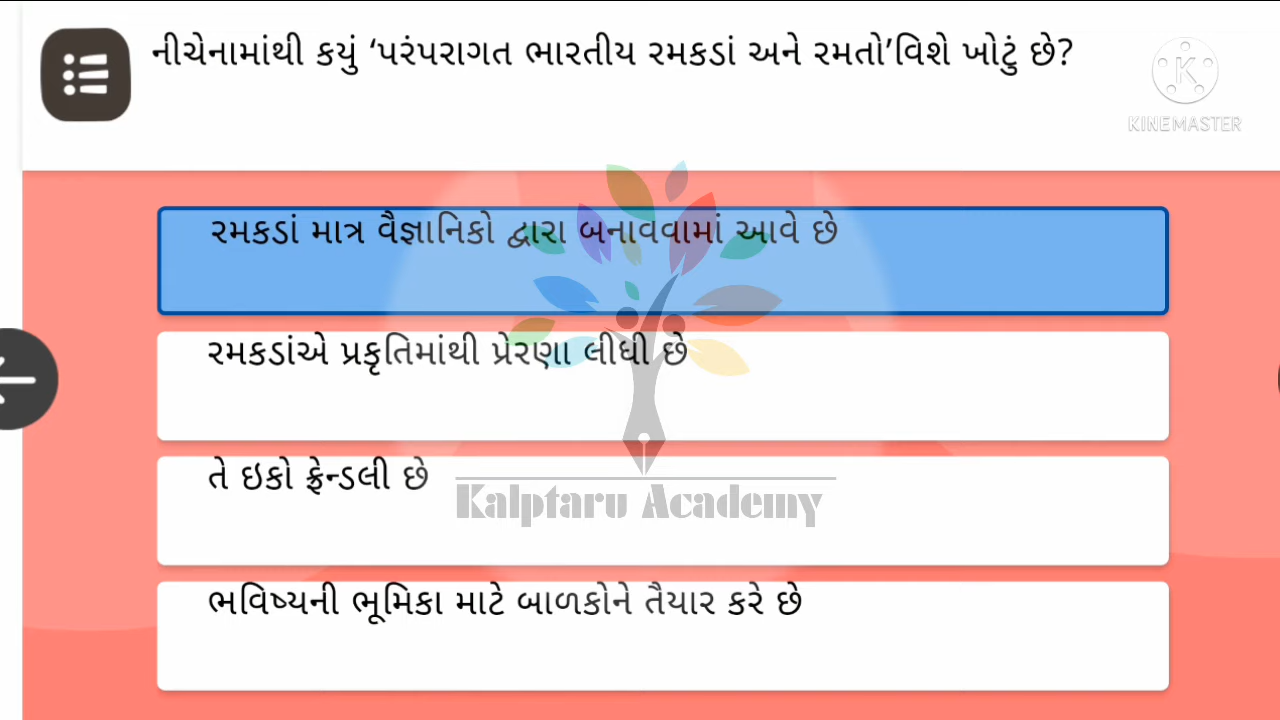 નીચેનામાંથી કયું ‘પરંપરાગત ભારતીય રમકડાં અને રમતો’વિશે ખોટું છે?
KINEMASTER
રમકડાં માત્ર વૈજ્ઞાનિકો દ્વારા બનાવવામાં આવે છે
રમકડાંએ પ્રકૃતિમાંથી પ્રેરણા લીધી છે
તે ઇકો ફ્રેન્ડલી છે
Kalptaru Academy
ભવિષ્યની ભૂમિકા માટે બાળકોને તૈયાર કરે છે